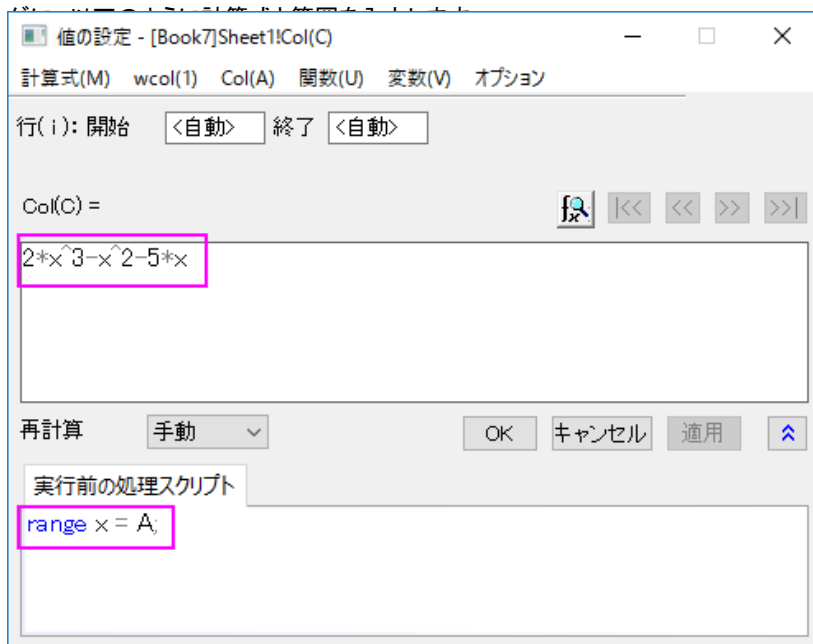 値の設定 - [Book7]Sheet1!Col(C)
計算式(M) wcol(1) Col(A) 関数(U) 変数(V) オプション
行(i): 開始 <自動> 終了 <自動>
Col(C) =
|<< << >> >>|
2*x^3-x^2-5*x
再計算 手動 OK キャンセル 適用
実行前の処理スクリプト
range x = A;